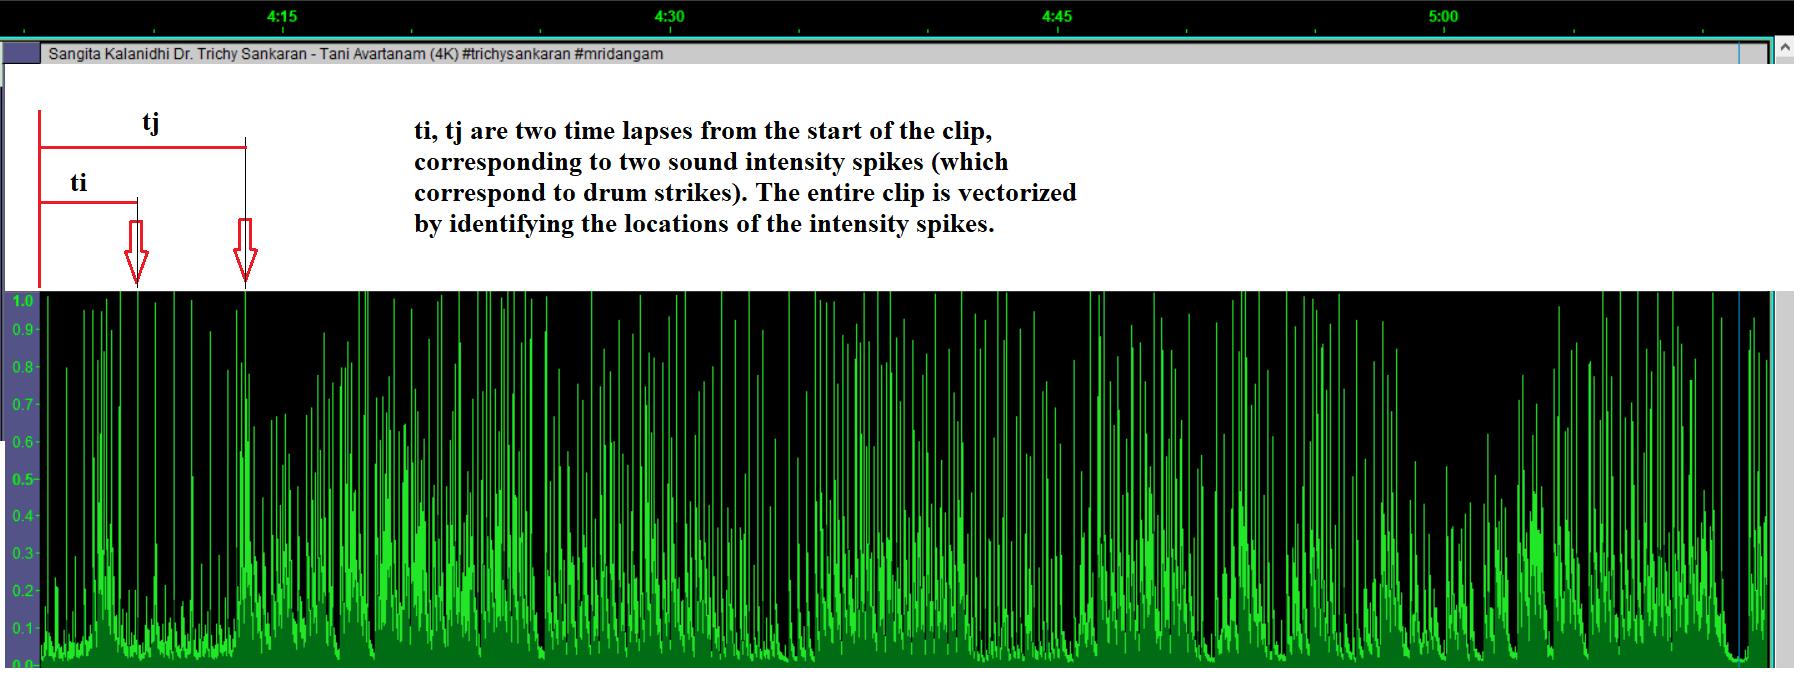 4:15 4:30 4:45 5:00
Sangita Kalanidhi Dr. Trichy Sankaran - Tani Avartanam (4K) #trichysankaran #mridangam
tj
ti
ti, tj are two time lapses from the start of the clip,
corresponding to two sound intensity spikes (which
correspond to drum strikes). The entire clip is vectorized
by identifying the locations of the intensity spikes.
1.0
0.9
0.8
0.7
0.6
0.5
0.4
0.3
0.2
0.1
0.0